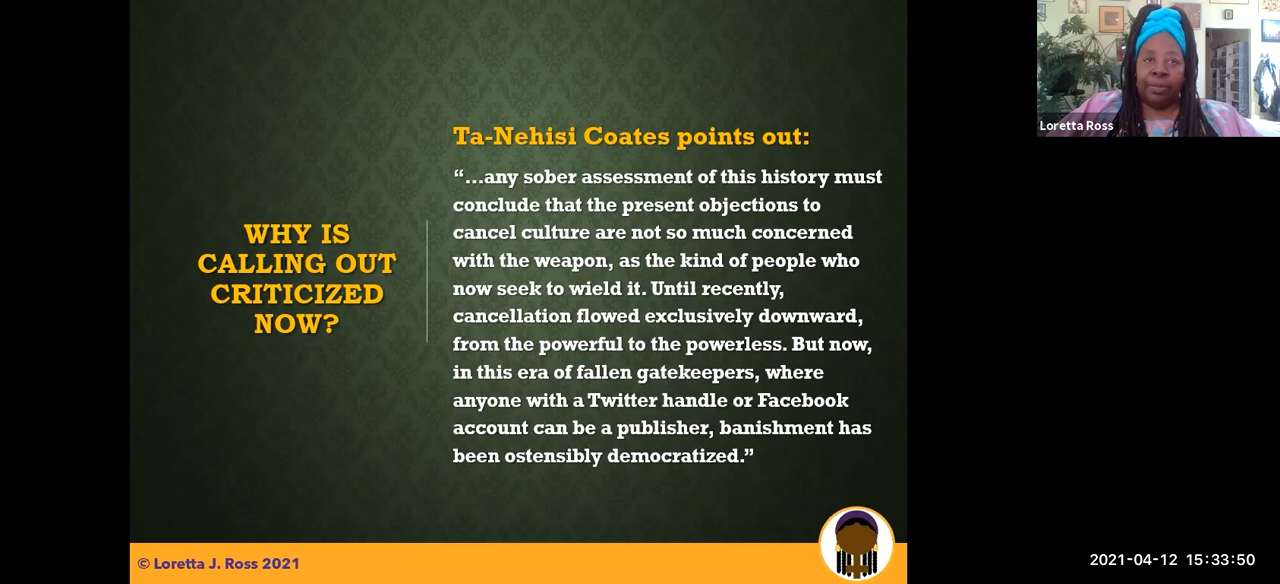 WHY IS
CALLING OUT
CRITICIZED
NOW?
Ta-Nehisi Coates points out:
“…any sober assessment of this history must
conclude that the present objections to
cancel culture are not so much concerned
with the weapon, as the kind of people who
now seek to wield it. Until recently,
cancellation flowed exclusively downward,
from the powerful to the powerless. But now,
in this era of fallen gatekeepers, where
anyone with a Twitter handle or Facebook
account can be a publisher, banishment has
been ostensibly democratized.”
© Loretta J. Ross 2021
Loretta Ross
2021-04-12 15:33:50